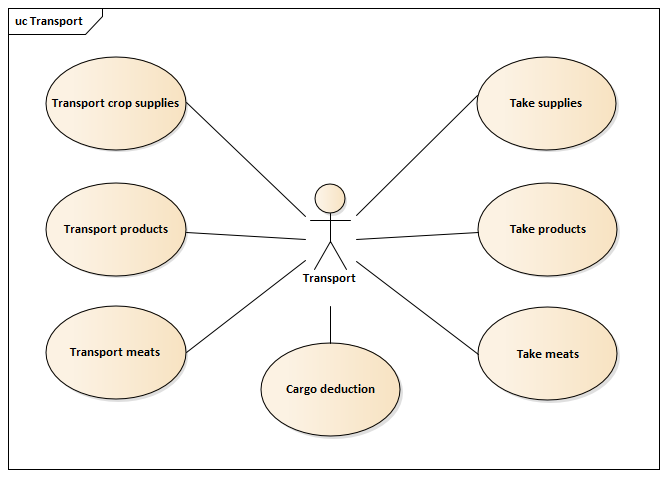 uc Transport
Transport crop supplies
Take supplies
Transport products
Take products
Transport
Transport meats
Take meats
Cargo deduction